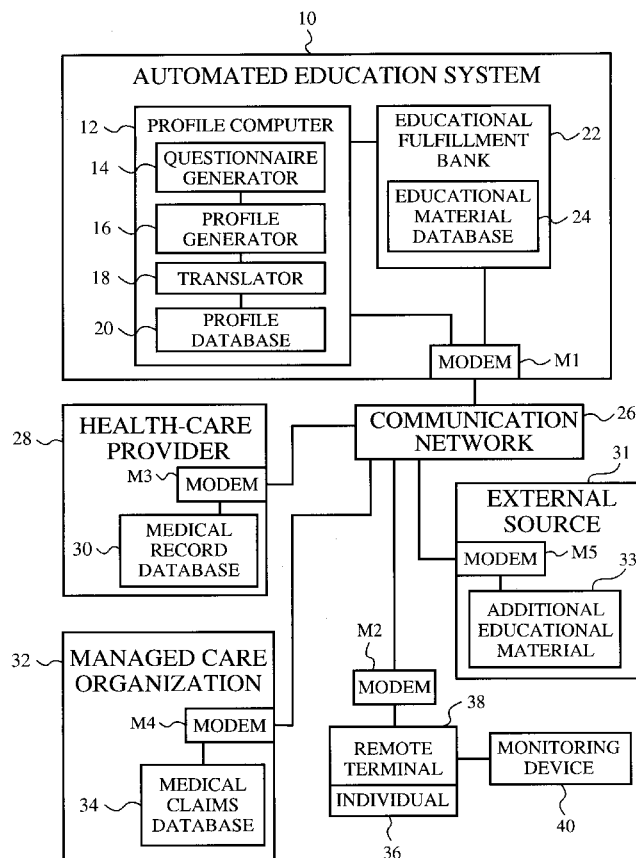 10
AUTOMATED EDUCATION SYSTEM
12
PROFILE COMPUTER
14
QUESTIONNAIRE
GENERATOR
16
PROFILE
GENERATOR
18
TRANSLATOR
20
PROFILE
DATABASE
EDUCATIONAL
FULFILLMENT
BANK
22
EDUCATIONAL
MATERIAL
DATABASE
24
MODEM
M1
COMMUNICATION
NETWORK
26
28
HEALTH-CARE
PROVIDER
M3
MODEM
30
MEDICAL
RECORD
DATABASE
31
EXTERNAL
SOURCE
MODEM
M5
33
ADDITIONAL
EDUCATIONAL
MATERIAL
32
MANAGED CARE
ORGANIZATION
M4
MODEM
34
MEDICAL
CLAIMS
DATABASE
M2
MODEM
38
REMOTE
TERMINAL
INDIVIDUAL
36
MONITORING
DEVICE
40